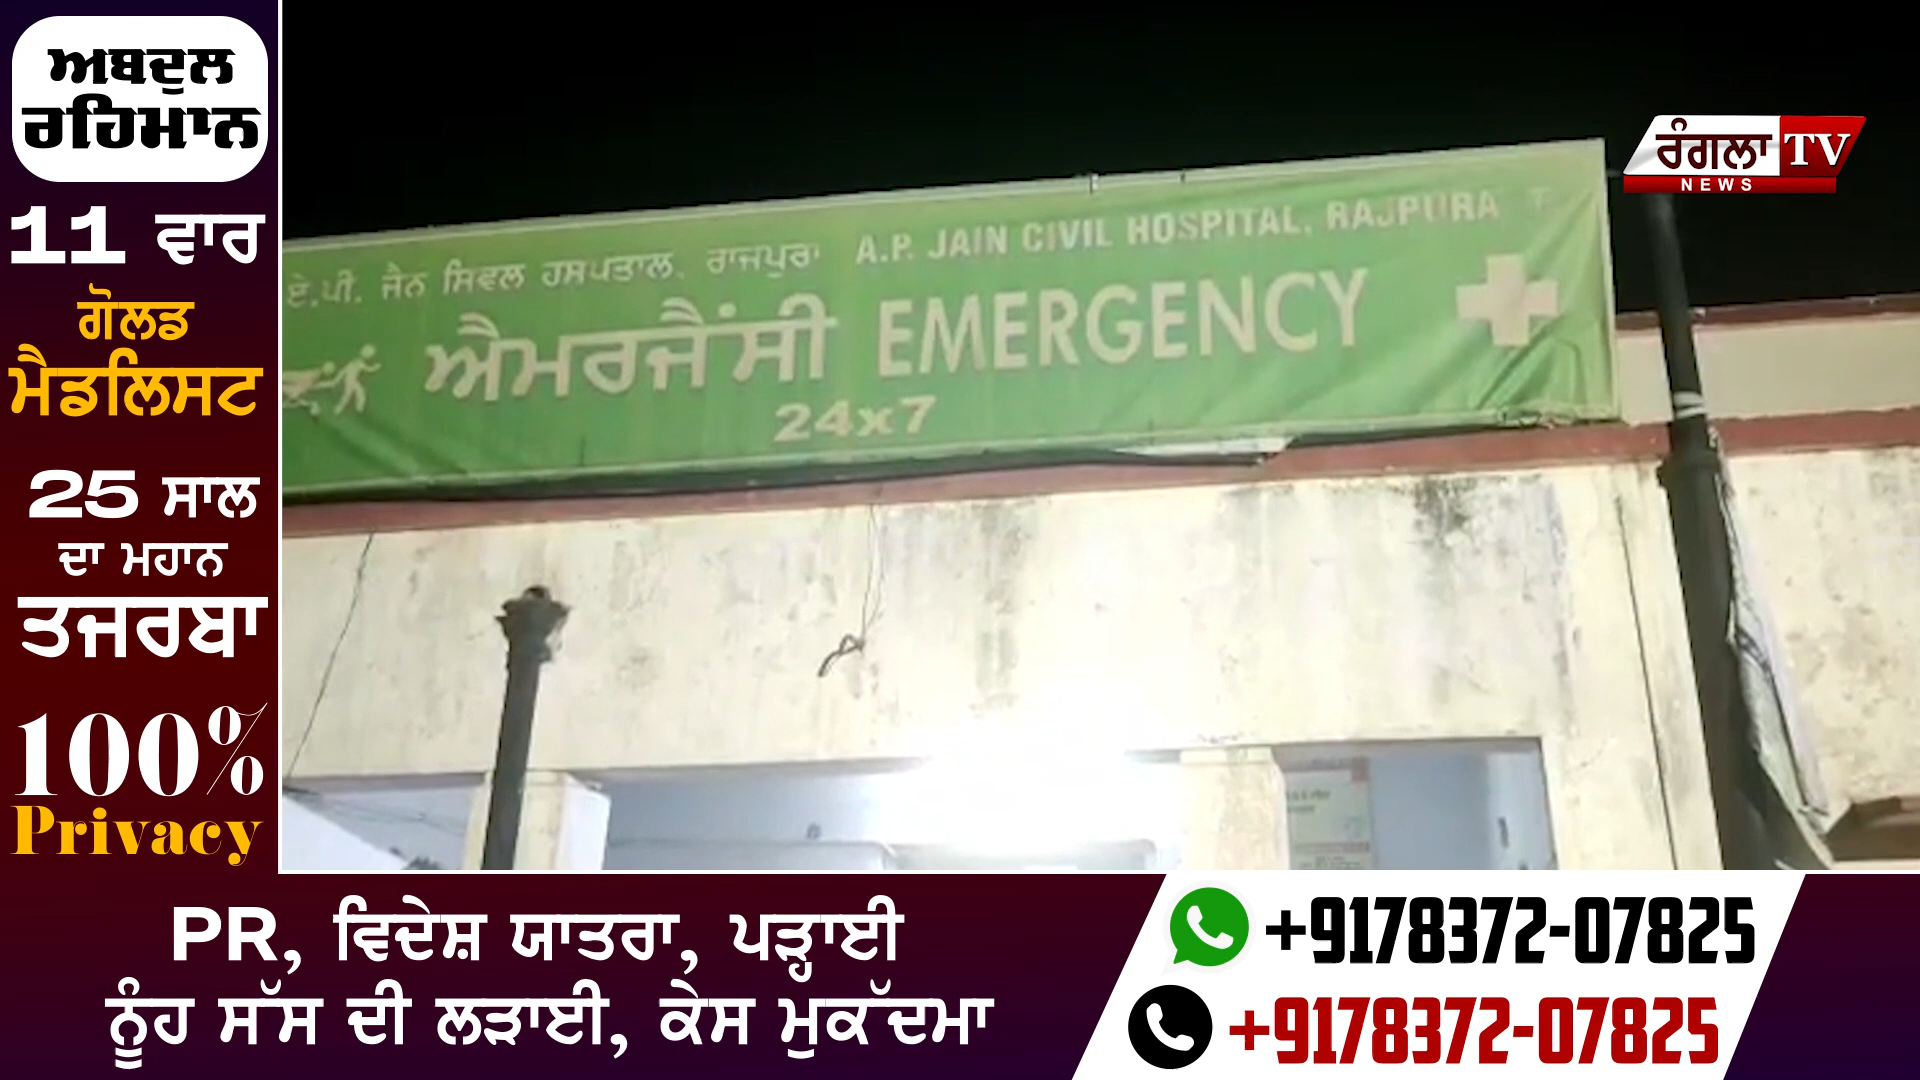 ਅਬਦੁਲ
ਰਹਿਮਾਨ
11 ਵਾਰ
ਗੋਲਡ
ਮੈਡਲਿਸਟ
25 ਸਾਲ
ਦਾ ਮਹਾਨ
ਤਜਰਬਾ
100%
Privacy
ਰੰਗਲਾ TV
NEWS
ਏ.ਪੀ. ਜੈਨ ਸਿਵਲ ਹਸਪਤਾਲ, ਰਾਜਪੁਰਾ A.P. JAIN CIVIL HOSPITAL, RAJPURA
ਐਮਰਜੈਂਸੀ EMERGENCY
24x7
PR, ਵਿਦੇਸ਼ ਯਾਤਰਾ, ਪੜ੍ਹਾਈ
ਨੂੰਹ ਸੱਸ ਦੀ ਲੜਾਈ, ਕੇਸ ਮੁਕੱਦਮਾ
+9178372-07825
+9178372-07825